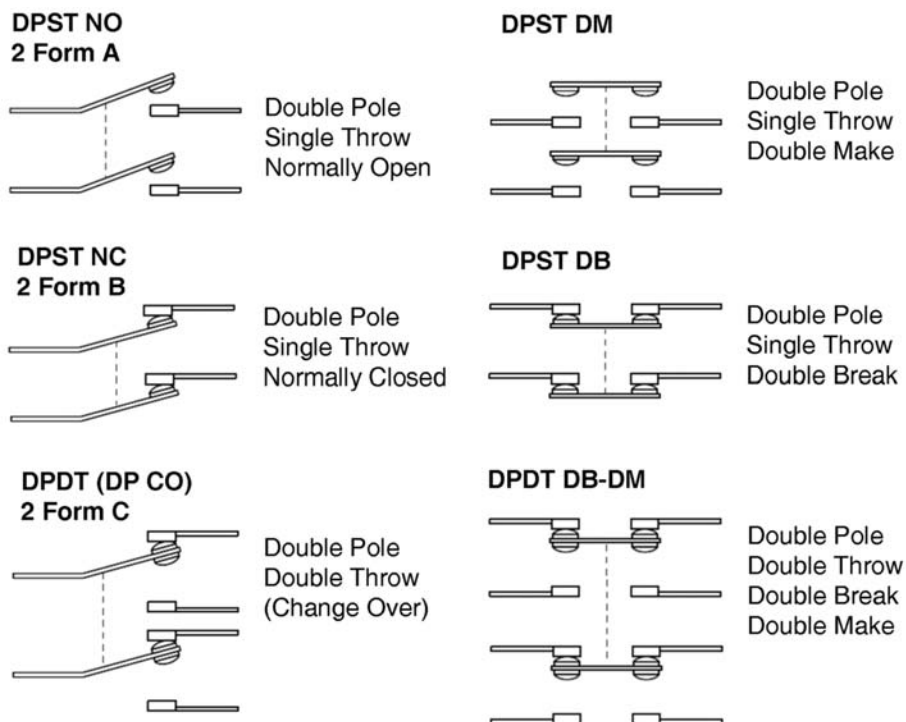 DPST NO
2 Form A
Double Pole
Single Throw
Normally Open
DPST DM
Double Pole
Single Throw
Double Make
DPST NC
2 Form B
Double Pole
Single Throw
Normally Closed
DPST DB
Double Pole
Single Throw
Double Break
DPDT (DP CO)
2 Form C
Double Pole
Double Throw
(Change Over)
DPDT DB-DM
Double Pole
Double Throw
Double Break
Double Make